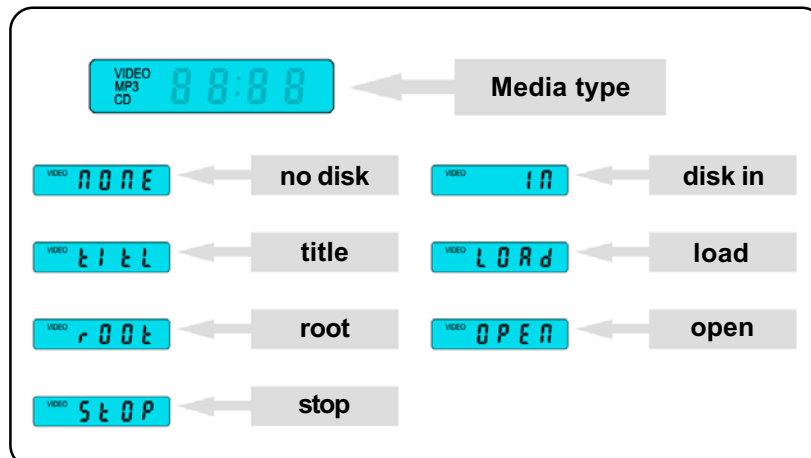 VIDEO
MP3
CD
88:88
Media type
VIDEO NONE
no disk
VIDEO IN
disk in
VIDEO tItL
title
VIDEO LOAd
load
VIDEO rOOt
root
VIDEO OPEN
open
VIDEO StOP
stop